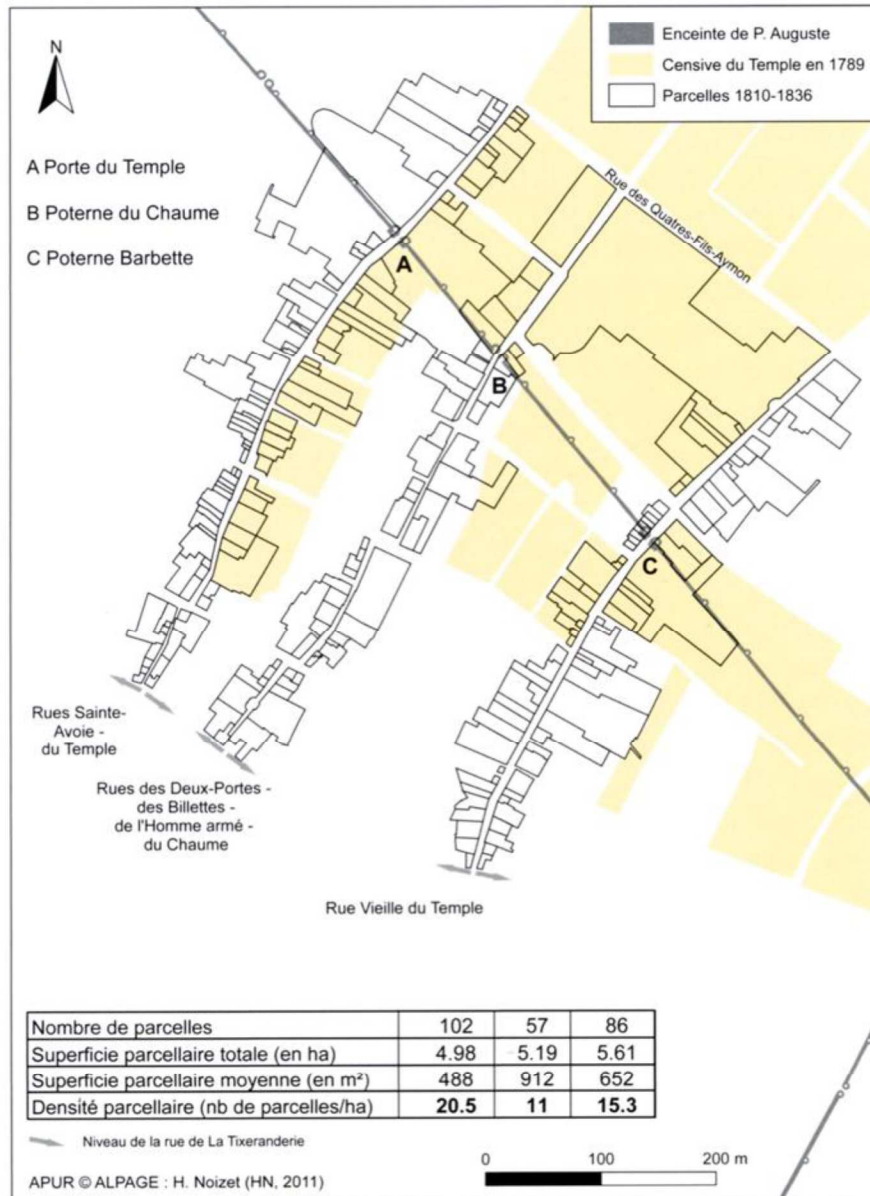 Enceinte de P. Auguste
Censive du Temple en 1789
Parcelles 1810-1836
N
A Porte du Temple
B Poterne du Chaume
C Poterne Barbette
Rue des Quatres-Fils-Aymon
A
B
C
Rues Sainte-
Avoie -
du Temple
Rues des Deux-Portes -
des Billettes -
de l'Homme armé -
du Chaume
Rue Vieille du Temple
Nombre de parcelles 102 57 86
Superficie parcellaire totale (en ha) 4.98 5.19 5.61
Superficie parcellaire moyenne (en m²) 488 912 652
Densité parcellaire (nb de parcelles/ha) 20.5 11 15.3
Niveau de la rue de La Tixeranderie
0 100 200 m
APUR © ALPAGE : H. Noizet (HN, 2011)